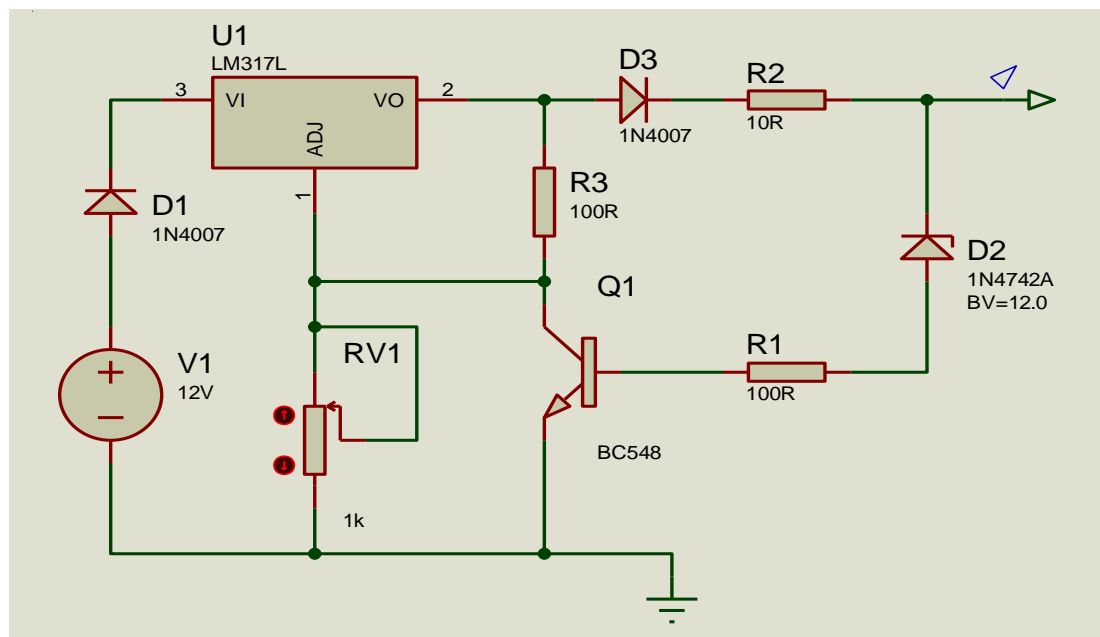 U1
LM317L
3
VI
VO
2
ADJ
1
D3
1N4007
R2
10R
R3
100R
D1
1N4007
Q1
D2
1N4742A
BV=12.0
RV1
R1
100R
V1
12V
BC548
1k